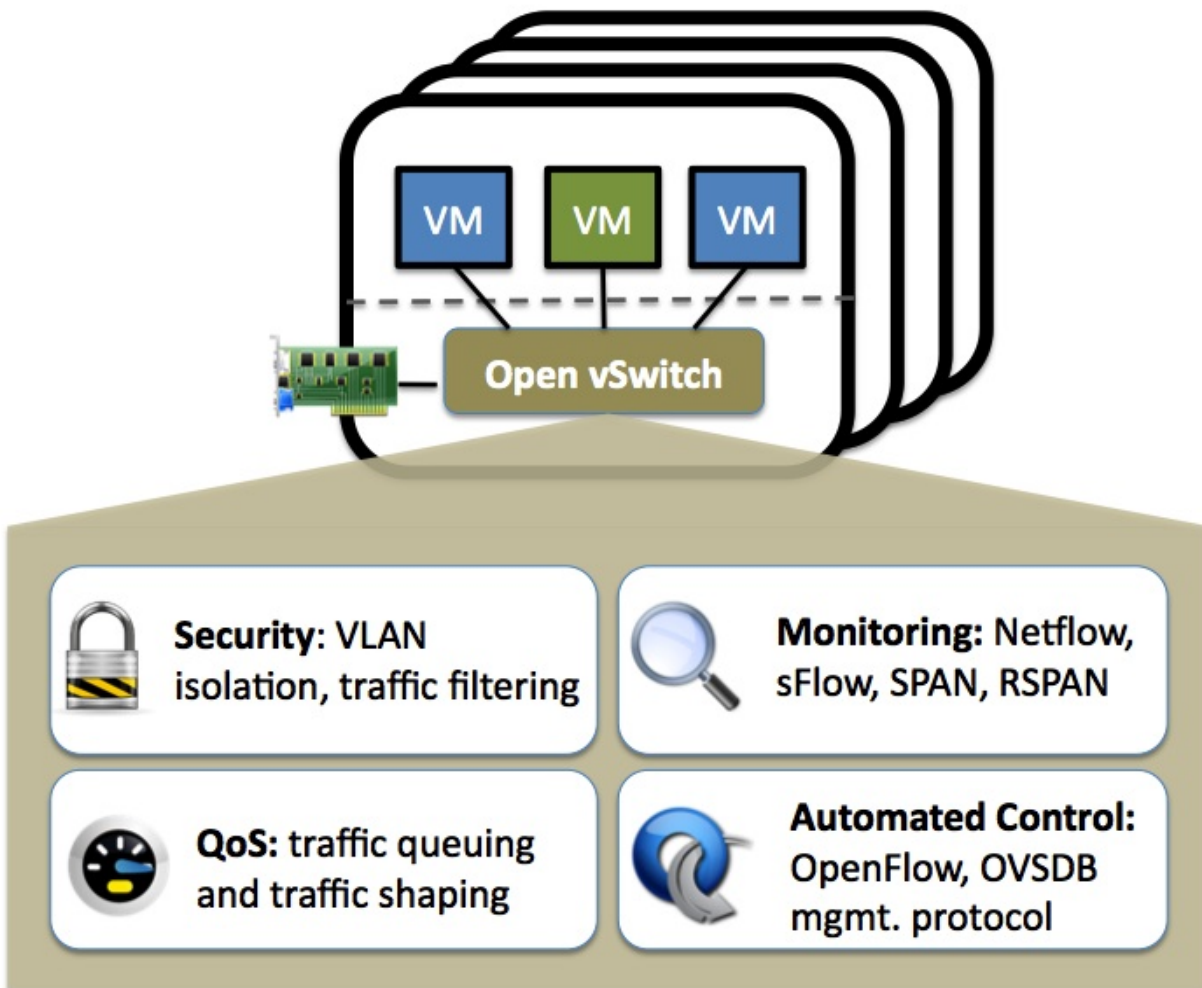 VM
VM
VM
Open vSwitch
Security: VLAN
isolation, traffic filtering
Monitoring: Netflow,
sFlow, SPAN, RSPAN
QoS: traffic queuing
and traffic shaping
Automated Control:
OpenFlow, OVSDB
mgmt. protocol